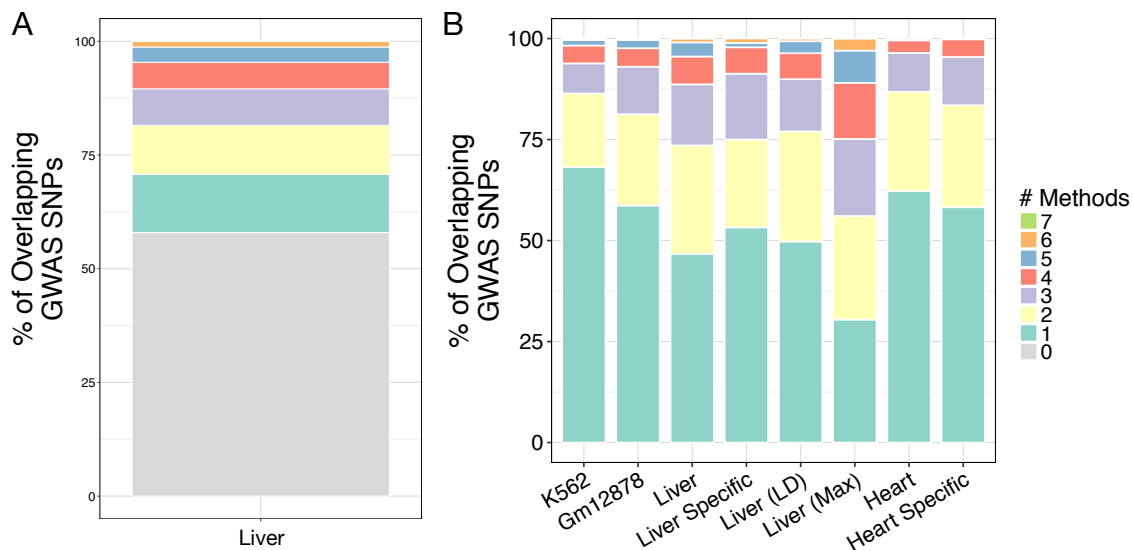 A
% of Overlapping
GWAS SNPs
100
75
50
25
0
Liver
B
% of Overlapping
GWAS SNPs
100
75
50
25
0
K562
Gm12878
Liver
Liver Specific
Liver (LD)
Liver (Max)
Heart
Heart Specific
# Methods
7
6
5
4
3
2
1
0